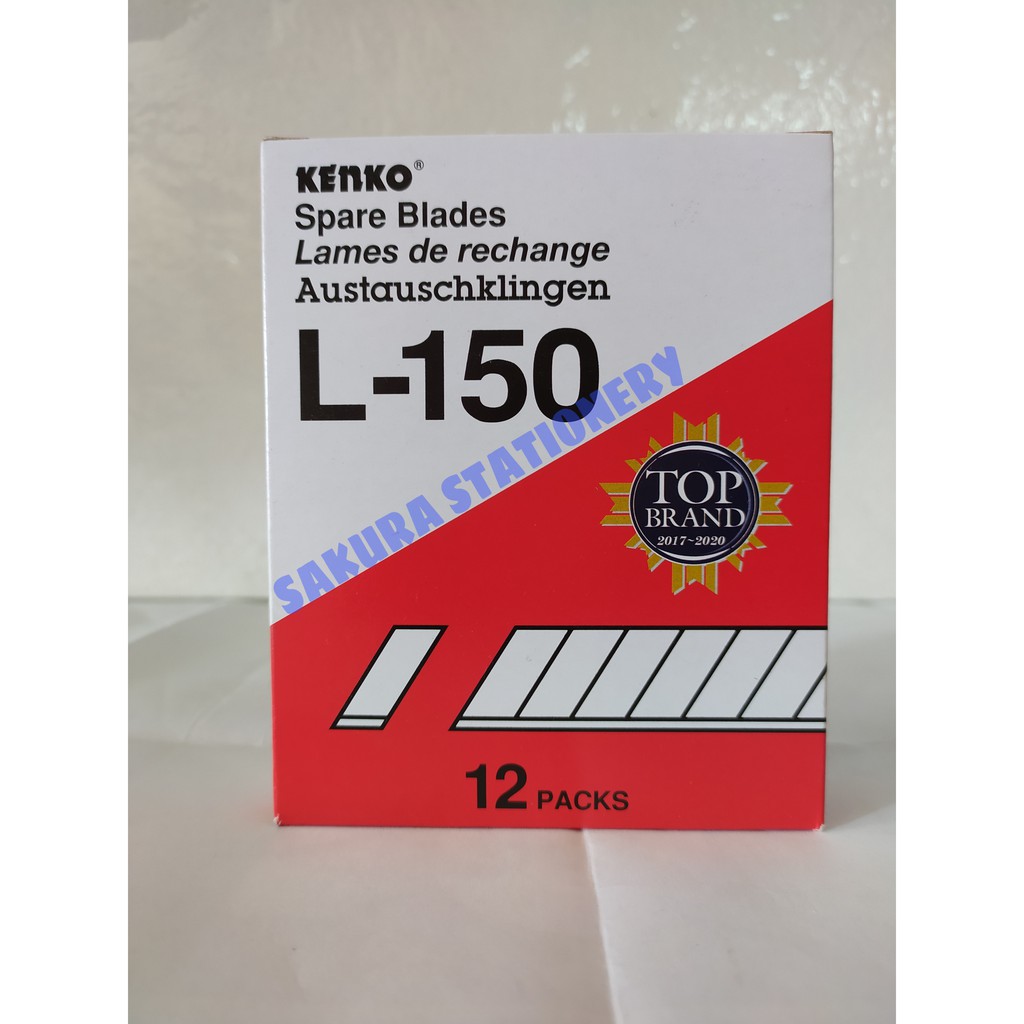 KENKO®
Spare Blades
Lames de rechange
Austauschklingen
L-150
SAKURA STATIONERY
TOP
BRAND
2017~2020
12 PACKS